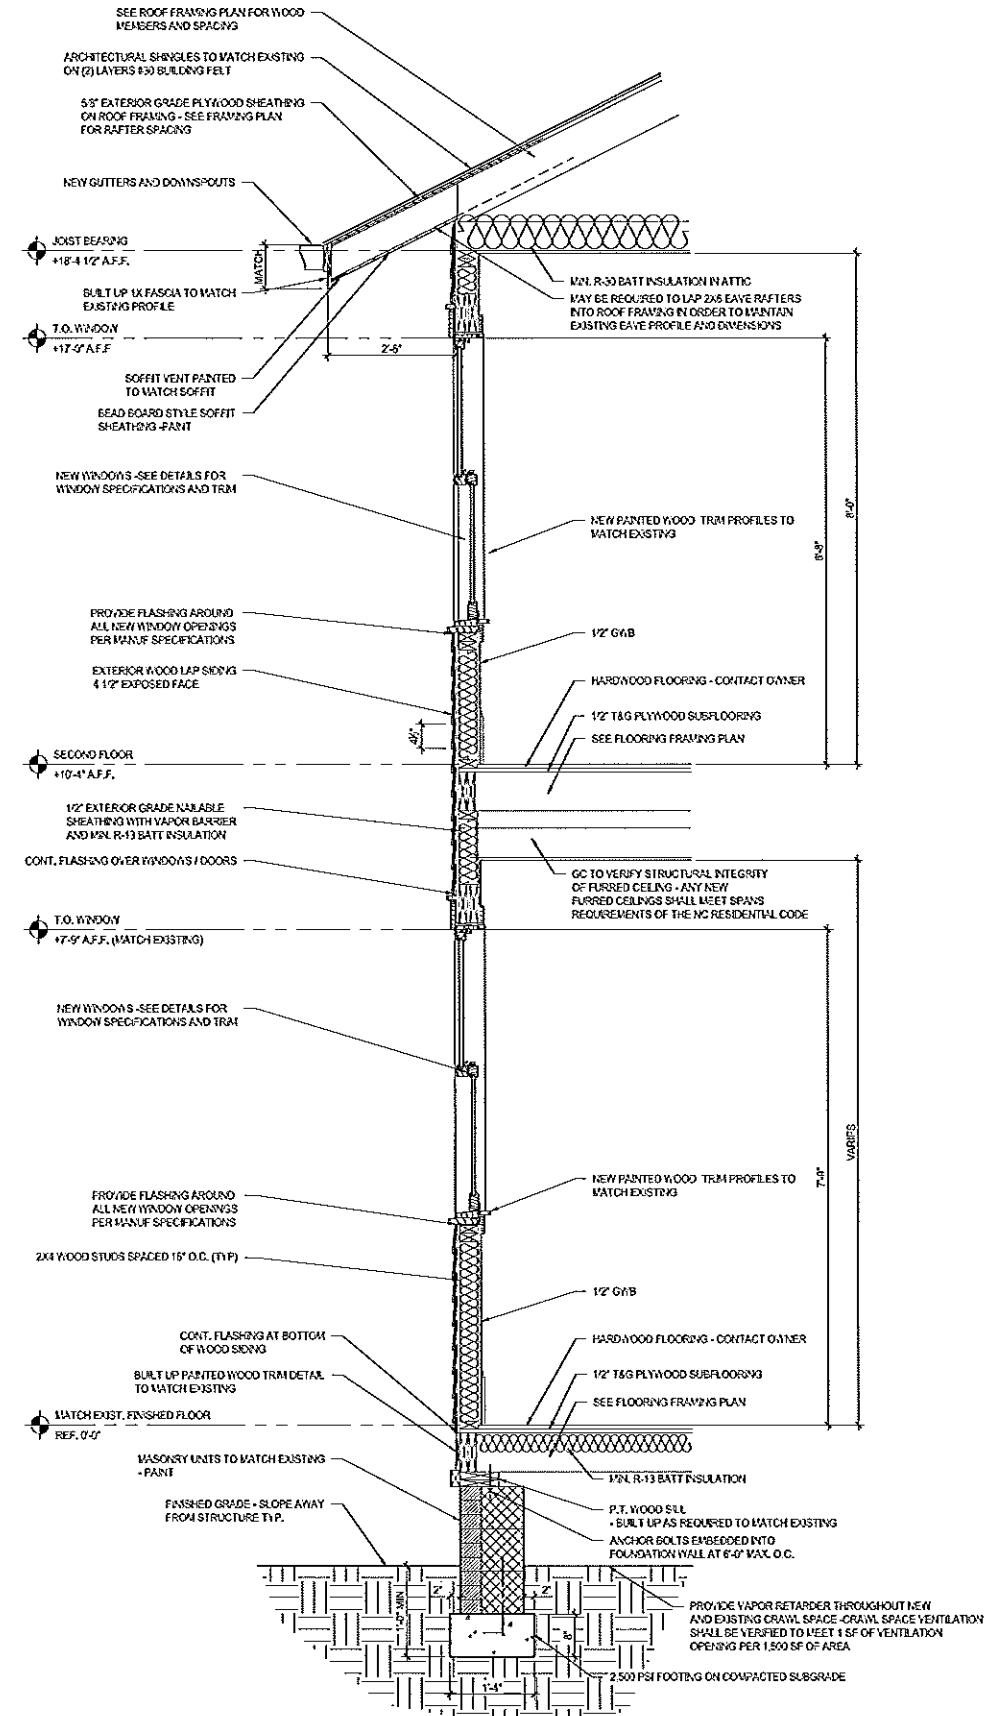 SEE ROOF FRAMING PLAN FOR WOOD
MEMBERS AND SPACING
ARCHITECTURAL SHINGLES TO MATCH EXISTING
ON (2) LAYERS #30 BUILDING FELT
5/8" EXTERIOR GRADE PLYWOOD SHEATHING
ON ROOF FRAMING - SEE FRAMING PLAN
FOR RAFTER SPACING
NEW GUTTERS AND DOWNSPOUTS
JOIST BEARING
+18'-4 1/2" A.F.F.
MATCH
BUILT UP 1X FASCIA TO MATCH
EXISTING PROFILE
MIN. R-30 BATT INSULATION IN ATTIC
MAY BE REQUIRED TO LAP 2X6 EAVE RAFTERS
INTO ROOF FRAMING IN ORDER TO MAINTAIN
EXISTING EAVE PROFILE AND DIMENSIONS
T.O. WINDOW
+17'-0" A.F.F.
2'-6"
SOFFIT VENT PAINTED
TO MATCH SOFFIT
BEAD BOARD STYLE SOFFIT
SHEATHING -PAINT
NEW WINDOWS -SEE DETAILS FOR
WINDOW SPECIFICATIONS AND TRIM
NEW PAINTED WOOD TRIM PROFILES TO
MATCH EXISTING
6'-8"
8'-0"
PROVIDE FLASHING AROUND
ALL NEW WINDOW OPENINGS
PER MANUF SPECIFICATIONS
1/2" GWB
EXTERIOR WOOD LAP SIDING
4 1/2" EXPOSED FACE
HARDWOOD FLOORING - CONTACT OWNER
1/2" T&G PLYWOOD SUBFLOORING
SEE FLOORING FRAMING PLAN
4½"
SECOND FLOOR
+10'-4" A.F.F.
1/2" EXTERIOR GRADE NAILABLE
SHEATHING WITH VAPOR BARRIER
AND MIN. R-13 BATT INSULATION
CONT. FLASHING OVER WINDOWS / DOORS
GC TO VERIFY STRUCTURAL INTEGRITY
OF FURRED CEILING - ANY NEW
FURRED CEILINGS SHALL MEET SPANS
REQUIREMENTS OF THE NC RESIDENTIAL CODE
T.O. WINDOW
+7'-9" A.F.F. (MATCH EXISTING)
NEW WINDOWS -SEE DETAILS FOR
WINDOW SPECIFICATIONS AND TRIM
7'-9"
VARIES
NEW PAINTED WOOD TRIM PROFILES TO
MATCH EXISTING
PROVIDE FLASHING AROUND
ALL NEW WINDOW OPENINGS
PER MANUF SPECIFICATIONS
2X4 WOOD STUDS SPACED 16" O.C. (TYP)
1/2" GWB
CONT. FLASHING AT BOTTOM
OF WOOD SIDING
HARDWOOD FLOORING - CONTACT OWNER
BUILT UP PAINTED WOOD TRIM DETAIL
TO MATCH EXISTING
1/2" T&G PLYWOOD SUBFLOORING
SEE FLOORING FRAMING PLAN
MATCH EXIST. FINISHED FLOOR
REF. 0'-0"
MASONRY UNITS TO MATCH EXISTING
- PAINT
MIN. R-13 BATT INSULATION
FINISHED GRADE - SLOPE AWAY
FROM STRUCTURE TYP.
P.T. WOOD SILL
- BUILT UP AS REQUIRED TO MATCH EXISTING
ANCHOR BOLTS EMBEDDED INTO
FOUNDATION WALL AT 6'-0" MAX. O.C.
2"
2"
1'-0" MIN
8"
PROVIDE VAPOR RETARDER THROUGHOUT NEW
AND EXISTING CRAWL SPACE -CRAWL SPACE VENTILATION
SHALL BE VERIFIED TO MEET 1 SF OF VENTILATION
OPENING PER 1,500 SF OF AREA
2,500 PSI FOOTING ON COMPACTED SUBGRADE
1'-4"